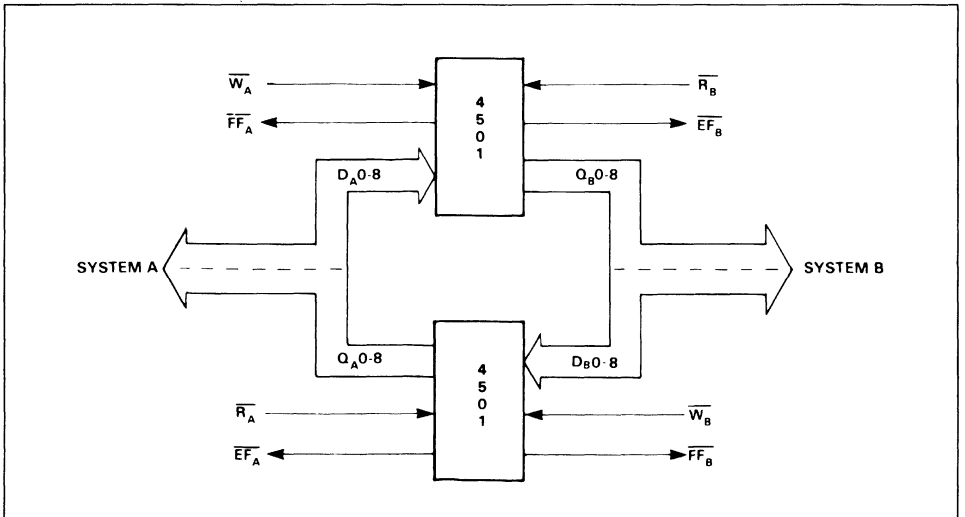 W̅A̅
R̅B̅
4
5
0
1
F̅F̅A̅
E̅F̅B̅
DA0-8
QB0-8
SYSTEM A
SYSTEM B
QA0-8
DB0-8
4
5
0
1
R̅A̅
W̅B̅
E̅F̅A̅
F̅F̅B̅